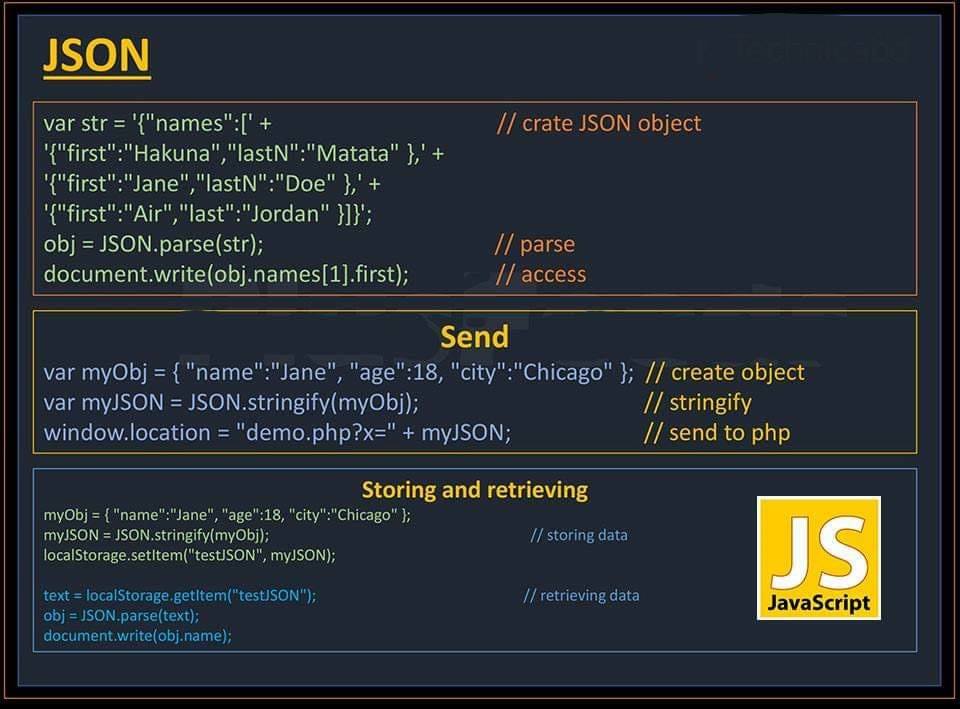 JSON
var str = '{"names":[' + // crate JSON object
'{"first":"Hakuna","lastN":"Matata" },' +
'{"first":"Jane","lastN":"Doe" },' +
'{"first":"Air","last":"Jordan" }]}';
obj = JSON.parse(str); // parse
document.write(obj.names[1].first); // access
Send
var myObj = { "name":"Jane", "age":18, "city":"Chicago" }; // create object
var myJSON = JSON.stringify(myObj); // stringify
window.location = "demo.php?x=" + myJSON; // send to php
Storing and retrieving
myObj = { "name":"Jane", "age":18, "city":"Chicago" };
myJSON = JSON.stringify(myObj); // storing data
localStorage.setItem("testJSON", myJSON);
text = localStorage.getItem("testJSON"); // retrieving data
obj = JSON.parse(text);
document.write(obj.name);
JS
JavaScript